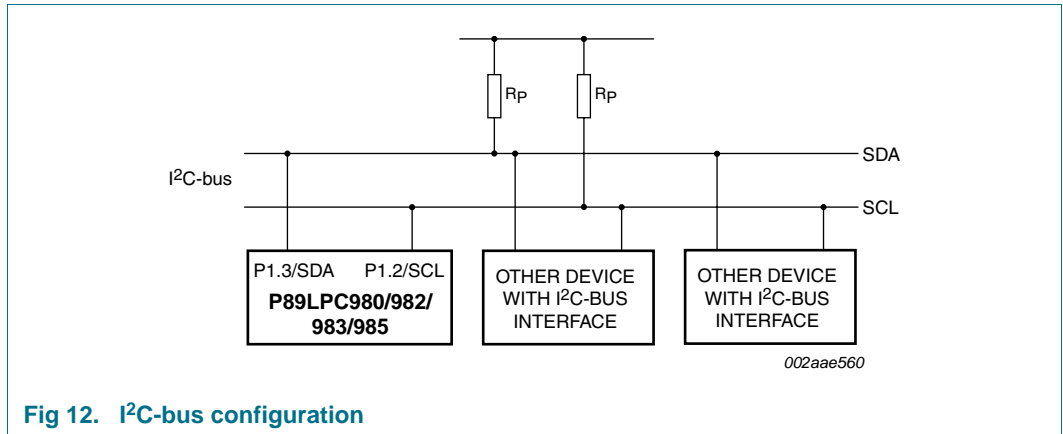 RP RP
SDA
I2C-bus
SCL
P1.3/SDA P1.2/SCL
P89LPC980/982/
983/985
OTHER DEVICE
WITH I2C-BUS
INTERFACE
OTHER DEVICE
WITH I2C-BUS
INTERFACE
002aae560
Fig 12. I2C-bus configuration